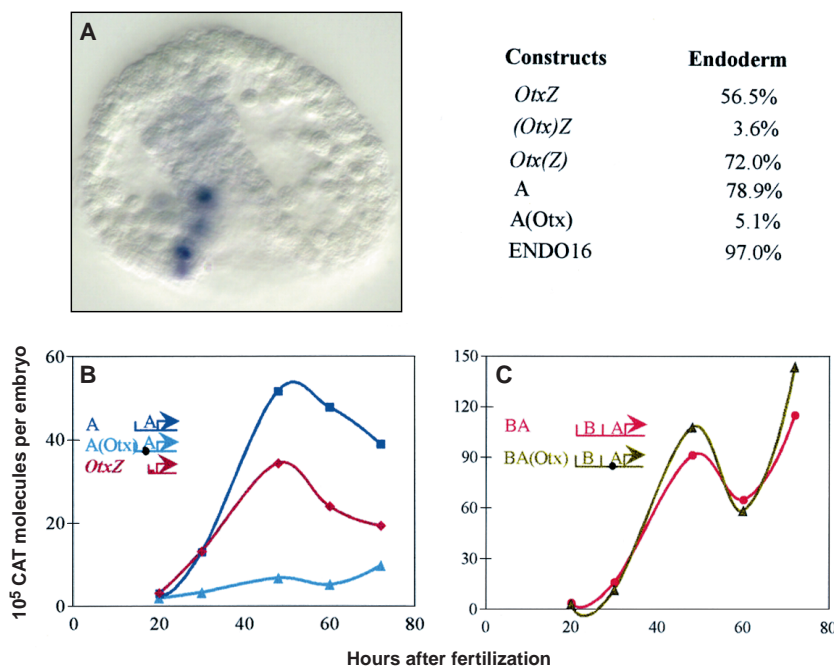 A
Constructs Endoderm
OtxZ 56.5%
(Otx)Z 3.6%
Otx(Z) 72.0%
A 78.9%
A(Otx) 5.1%
ENDO16 97.0%
10⁵ CAT molecules per embryo
B
60
40
20
0
A A
A(Otx) A
OtxZ
0 20 40 60 80
C
150
120
90
60
30
0
BA B A
BA(Otx) B A
0 20 40 60 80
Hours after fertilization